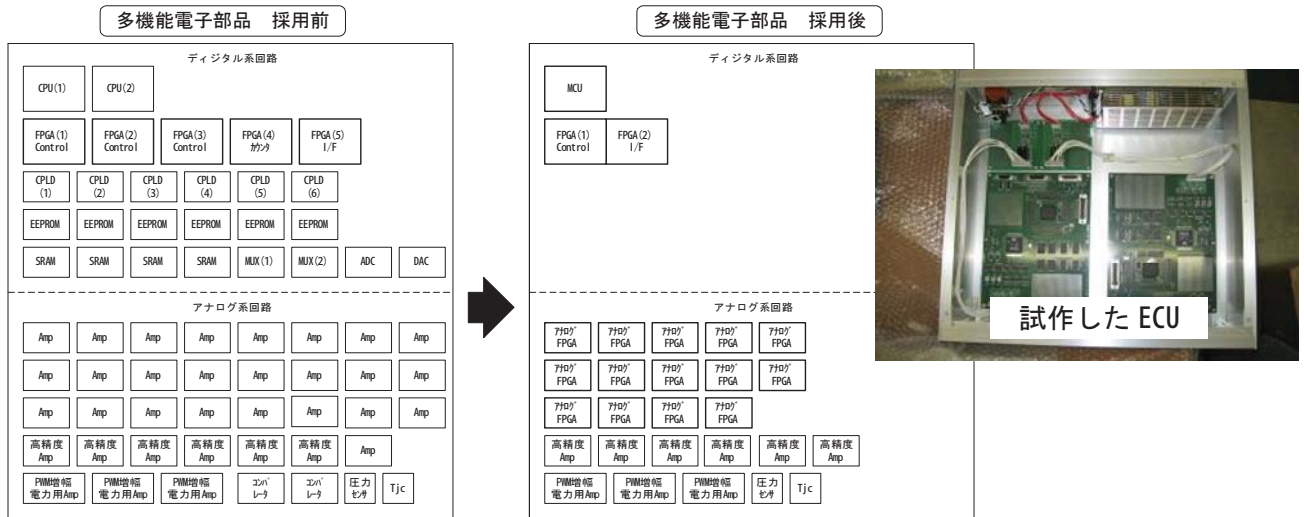 多機能電子部品 採用前
ディジタル系回路
CPU(1) CPU(2)
FPGA(1) Control FPGA(2) Control FPGA(3) Control FPGA(4) カウンタ FPGA(5) I/F
CPLD (1) CPLD (2) CPLD (3) CPLD (4) CPLD (5) CPLD (6)
EEPROM EEPROM EEPROM EEPROM EEPROM EEPROM
SRAM SRAM SRAM SRAM MUX(1) MUX(2) ADC DAC
アナログ系回路
Amp Amp Amp Amp Amp Amp Amp Amp
Amp Amp Amp Amp Amp Amp Amp Amp
Amp Amp Amp Amp Amp Amp Amp Amp
高精度 Amp 高精度 Amp 高精度 Amp 高精度 Amp 高精度 Amp 高精度 Amp Amp
PWM増幅 電力用Amp PWM増幅 電力用Amp PWM増幅 電力用Amp コンパレータ コンパレータ 圧力センサ Tjc
多機能電子部品 採用後
ディジタル系回路
MCU
FPGA(1) Control FPGA(2) I/F
アナログ系回路
アナログ FPGA アナログ FPGA アナログ FPGA アナログ FPGA アナログ FPGA
アナログ FPGA アナログ FPGA アナログ FPGA アナログ FPGA アナログ FPGA
アナログ FPGA アナログ FPGA アナログ FPGA アナログ FPGA
高精度 Amp 高精度 Amp 高精度 Amp 高精度 Amp 高精度 Amp 高精度 Amp
PWM増幅 電力用Amp PWM増幅 電力用Amp PWM増幅 電力用Amp 圧力センサ Tjc
試作した ECU